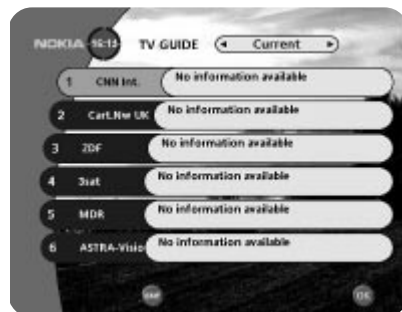 NOKIA 16:13 TV GUIDE Current
1 CNN Int. No information available
2 Cart.Nw UK No information available
3 ZDF No information available
4 3sat No information available
5 MDR No information available
6 ASTRA-Visio No information available
OK